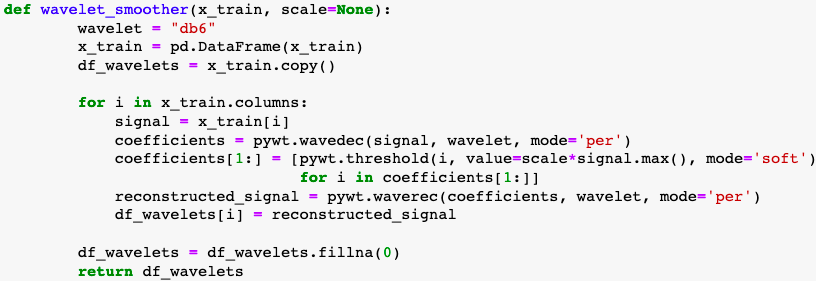 def wavelet_smoother(x_train, scale=None):
        wavelet = "db6"
        x_train = pd.DataFrame(x_train)
        df_wavelets = x_train.copy()

        for i in x_train.columns:
            signal = x_train[i]
            coefficients = pywt.wavedec(signal, wavelet, mode='per')
            coefficients[1:] = [pywt.threshold(i, value=scale*signal.max(), mode='soft')
                                for i in coefficients[1:]]
            reconstructed_signal = pywt.waverec(coefficients, wavelet, mode='per')
            df_wavelets[i] = reconstructed_signal

        df_wavelets = df_wavelets.fillna(0)
        return df_wavelets